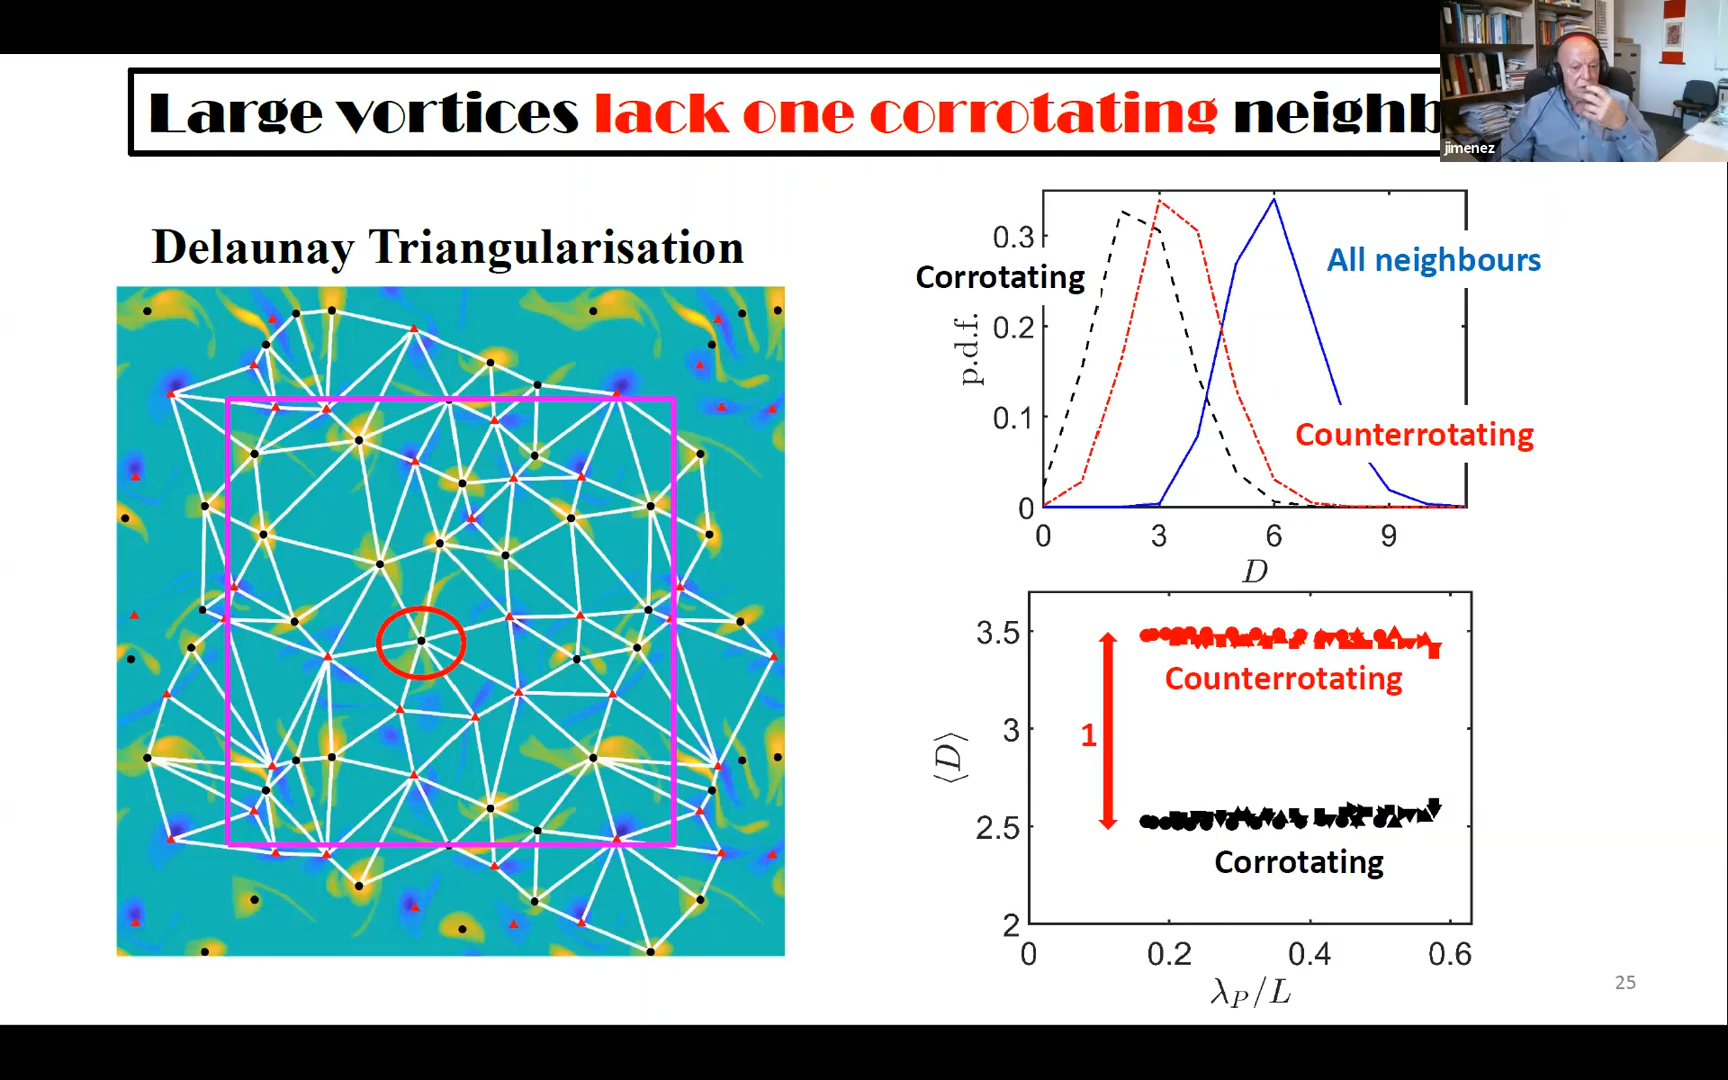 Large vortices lack one corrotating neighb
jimenez
Delaunay Triangularisation
0.3
0.2
0.1
0
p.d.f.
Corrotating
All neighbours
Counterrotating
0 3 6 9
D
3.5
3
2.5
2
⟨D⟩
1
Counterrotating
Corrotating
0 0.2 0.4 0.6
λP/L
25